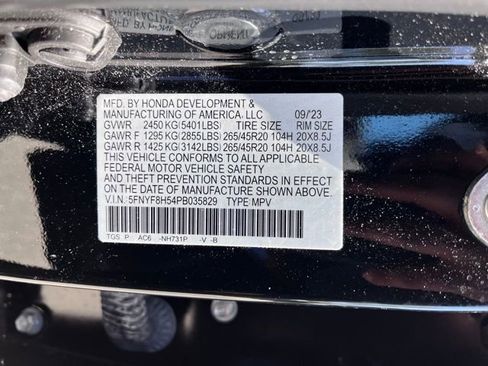 MFD. BY HONDA DEVELOPMENT &
MANUFACTURING OF AMERICA, LLC 09/23
GVWR 2450 KG(5401LBS) TIRE SIZE RIM SIZE
GAWR F 1295 KG(2855LBS) 265/45R20 104H 20X8.5J
GAWR R 1425 KG(3142LBS) 265/45R20 104H 20X8.5J
THIS VEHICLE CONFORMS TO ALL APPLICABLE
FEDERAL MOTOR VEHICLE SAFETY
AND THEFT PREVENTION STANDARDS IN EFFECT ON
THE DATE OF MANUFACTURE SHOWN ABOVE.
V.I.N. 5FNYF8H54PB035829 TYPE MPV
TGS P AC6 -NH731P -V -B